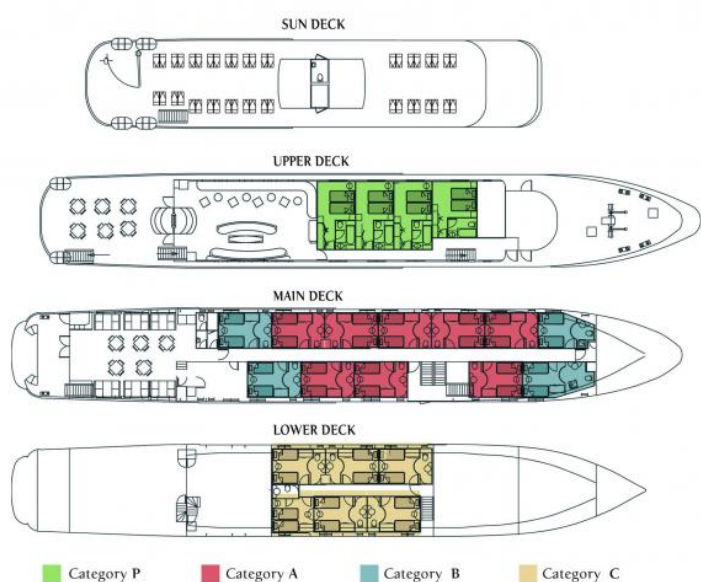 SUN DECK
UPPER DECK
MAIN DECK
LOWER DECK
Category P Category A Category B Category C